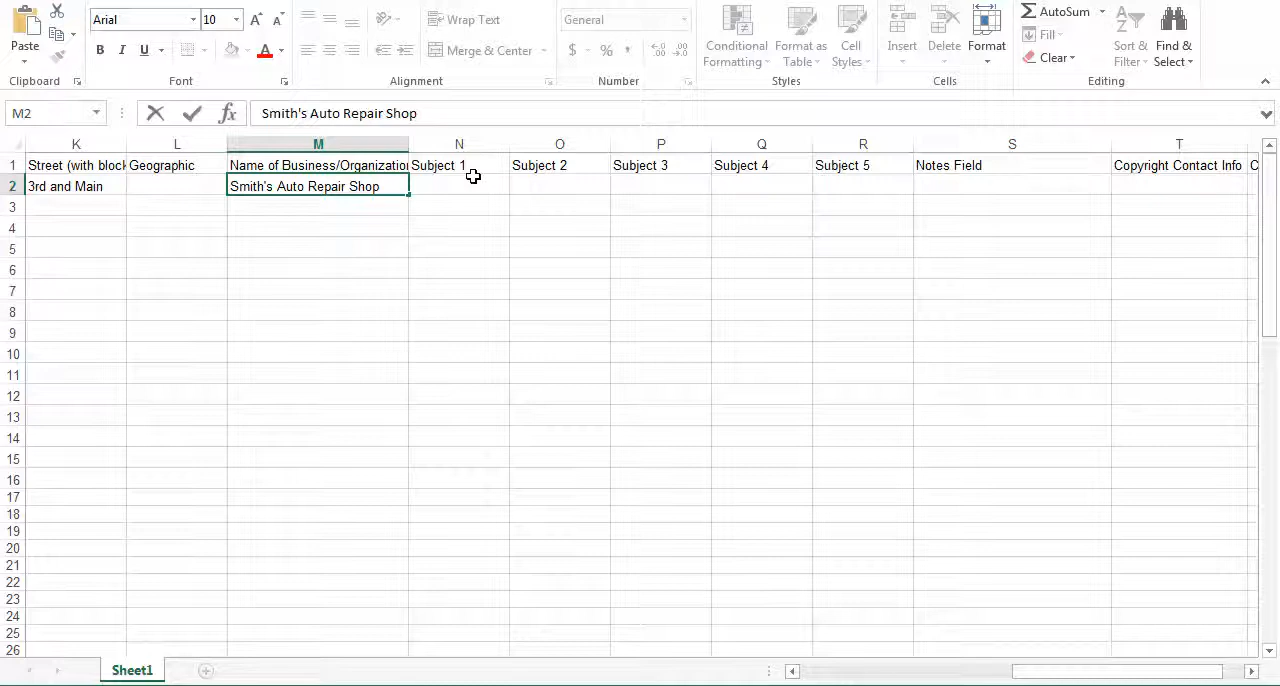 Arial 10 A A Wrap Text General AutoSum
Paste B I U A Merge & Center $ % , Conditional Format as Cell Insert Delete Format Fill Sort & Find &
Formatting Table Styles Clear Filter Select
Clipboard Font Alignment Number Styles Cells Editing
M2 fx Smith's Auto Repair Shop
K L M N O P Q R S T
1 Street (with block Geographic Name of Business/Organization Subject 1 Subject 2 Subject 3 Subject 4 Subject 5 Notes Field Copyright Contact Info C
2 3rd and Main Smith's Auto Repair Shop
3
4
5
6
7
8
9
10
11
12
13
14
15
16
17
18
19
20
21
22
23
24
25
26
Sheet1